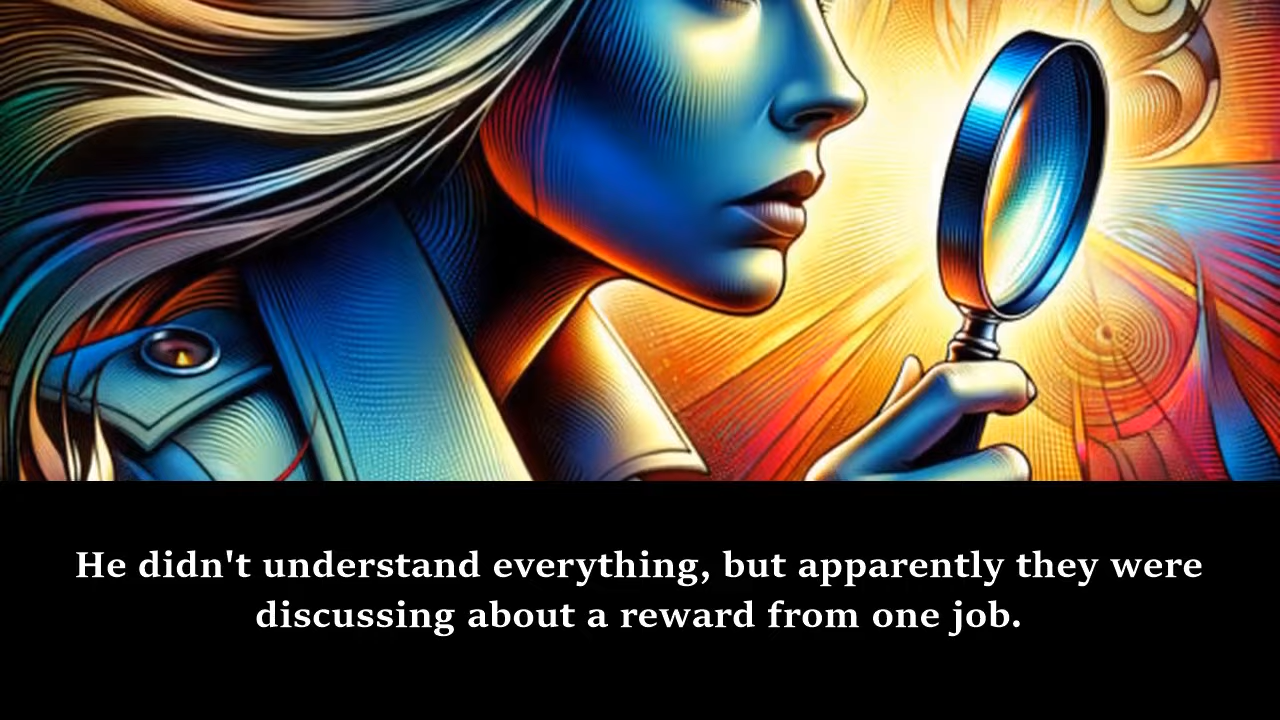 He didn't understand everything, but apparently they were
discussing about a reward from one job.